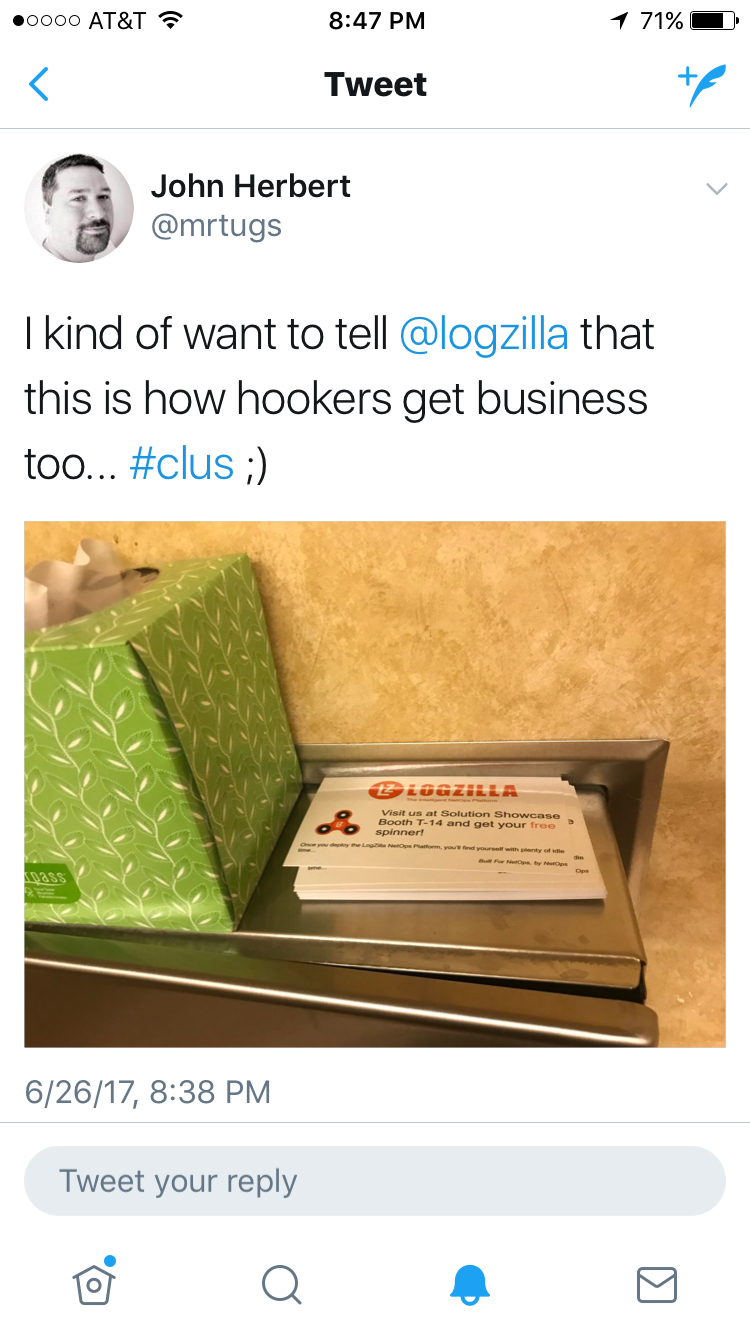 AT&T 8:47 PM 71%
Tweet
John Herbert
@mrtugs
I kind of want to tell @logzilla that
this is how hookers get business
too... #clus ;)
LZ LOGZILLA
The Intelligent NetOps Platform
Visit us at Solution Showcase
Booth T-14 and get your free
spinner!
Once you deploy the LogZilla NetOps Platform, you'll find yourself with plenty of idle
time...
Built For NetOps, by NetOps
time...
Ops
6/26/17, 8:38 PM
Tweet your reply